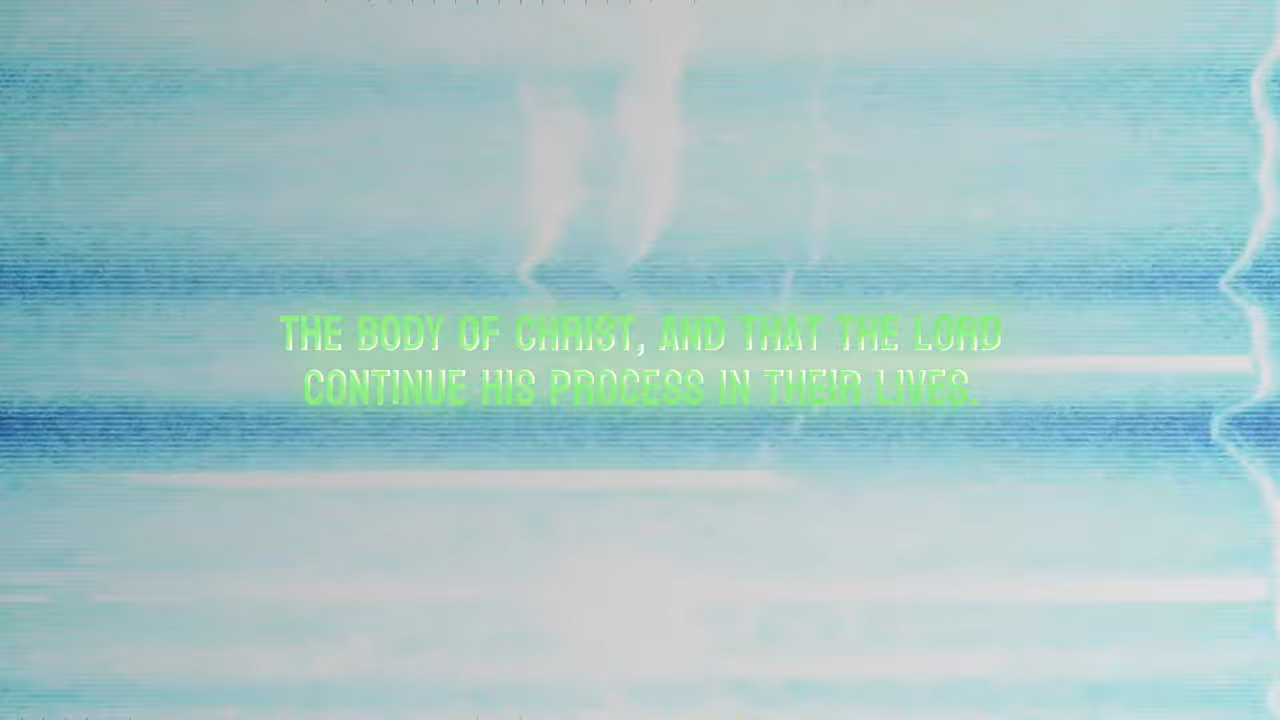 THE BODY OF CHRIST, AND THAT THE LORD
CONTINUE HIS PROCESS IN THEIR LIVES.